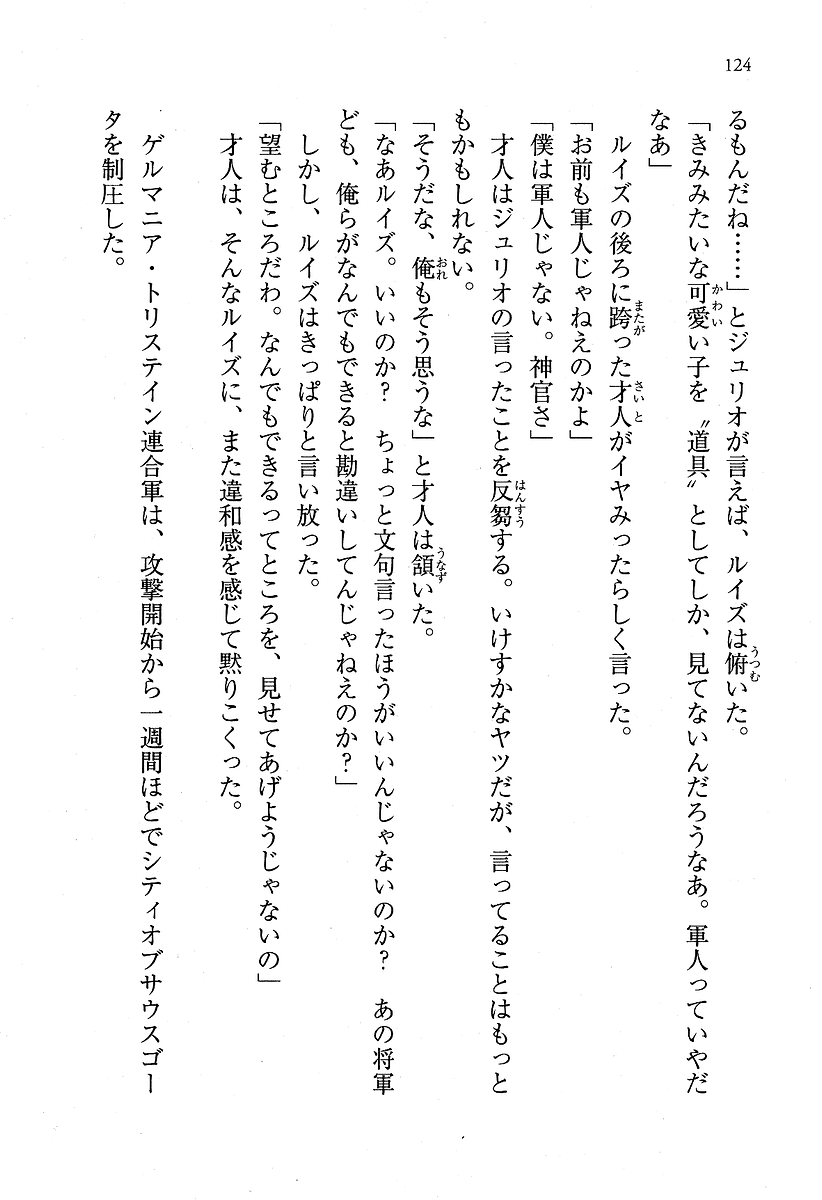 124
るもんだね……」とジュリオが言えば、ルイズは俯いた。
「きみみたいな可愛い子を〝道具〟としてしか、見てないんだろうなあ。軍人っていやだ
なあ」
　ルイズの後ろに跨った才人がイヤみったらしく言った。
「お前も軍人じゃねえのかよ」
「僕は軍人じゃない。神官さ」
　才人はジュリオの言ったことを反芻する。いけすかなヤツだが、言ってることはもっと
もかもしれない。
「そうだな、俺もそう思うな」と才人は頷いた。
「なあルイズ。いいのか？　ちょっと文句言ったほうがいいんじゃないのか？　あの将軍
ども、俺らがなんでもできると勘違いしてんじゃねえのか？」
　しかし、ルイズはきっぱりと言い放った。
「望むところだわ。なんでもできるってところを、見せてあげようじゃないの」
　才人は、そんなルイズに、また違和感を感じて黙りこくった。
　ゲルマニア・トリステイン連合軍は、攻撃開始から一週間ほどでシティオブサウスゴー
タを制圧した。